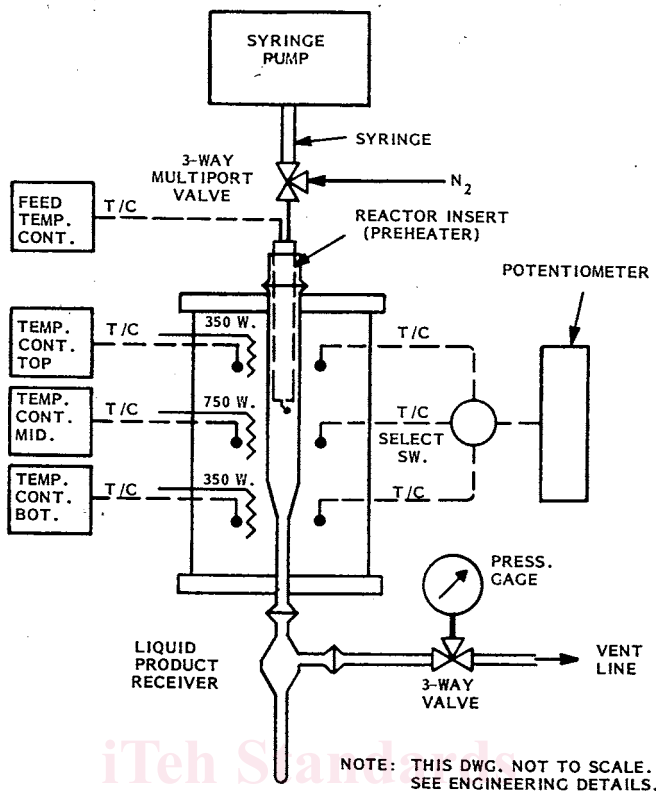 SYRINGE
PUMP
SYRINGE
3-WAY
MULTIPORT
VALVE
N2
FEED
TEMP.
CONT.
T/C
REACTOR INSERT
(PREHEATER)
POTENTIOMETER
TEMP.
CONT.
TOP
T/C
350 W.
T/C
TEMP.
CONT.
MID.
T/C
750 W.
T/C
SELECT
SW.
TEMP.
CONT.
BOT.
T/C
350 W.
T/C
PRESS.
GAGE
LIQUID
PRODUCT
RECEIVER
VENT
LINE
3-WAY
VALVE
iTeh Standards
NOTE: THIS DWG. NOT TO SCALE.
SEE ENGINEERING DETAILS.